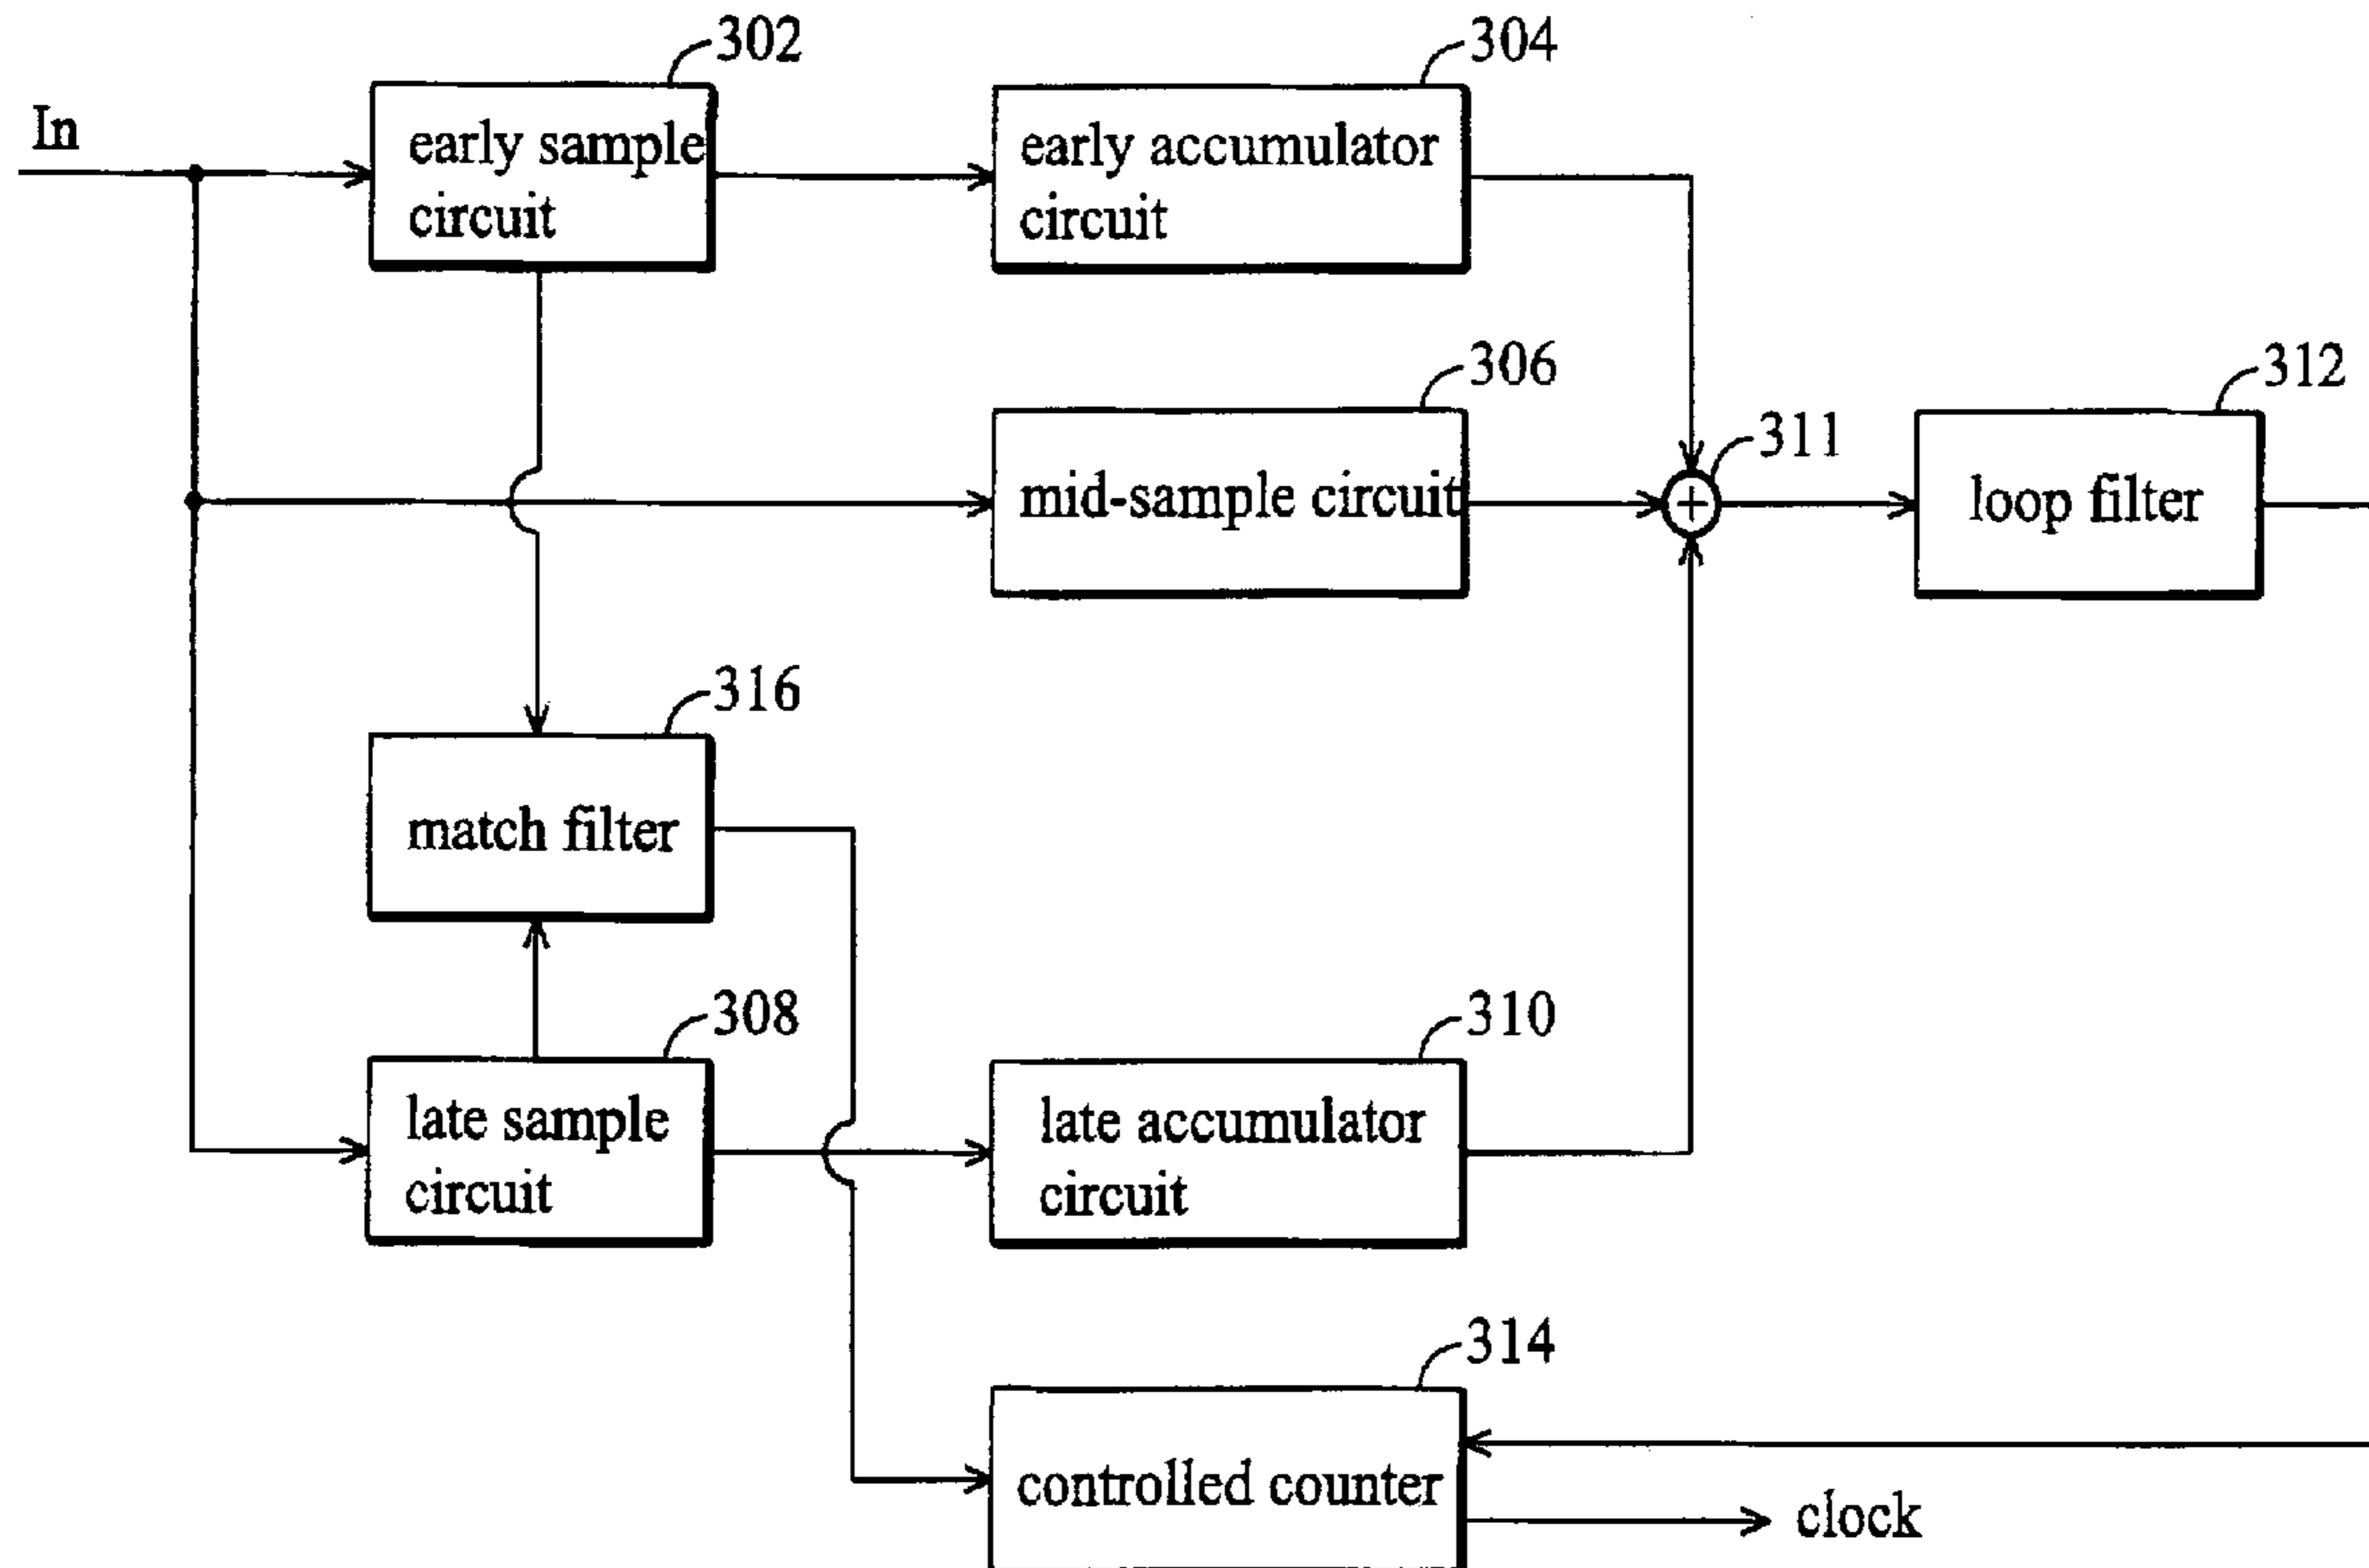 302
304
In
early sample
circuit
early accumulator
circuit
306
312
311
mid-sample circuit
+
loop filter
316
match filter
308
310
late sample
circuit
late accumulator
circuit
314
controlled counter
clock